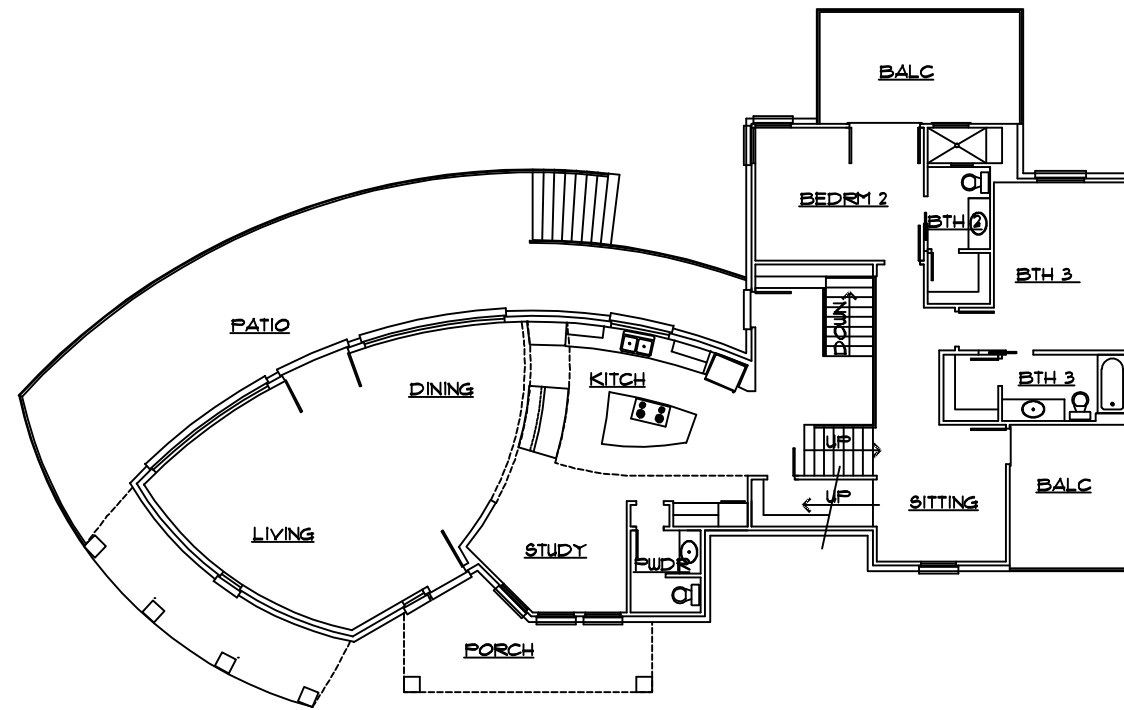 BALC
BEDRM 2
BTH 2
BTH 3
PATIO
DOWN
KITCH
DINING
BTH 3
UP
BALC
UP
SITTING
LIVING
STUDY
PWDR
PORCH